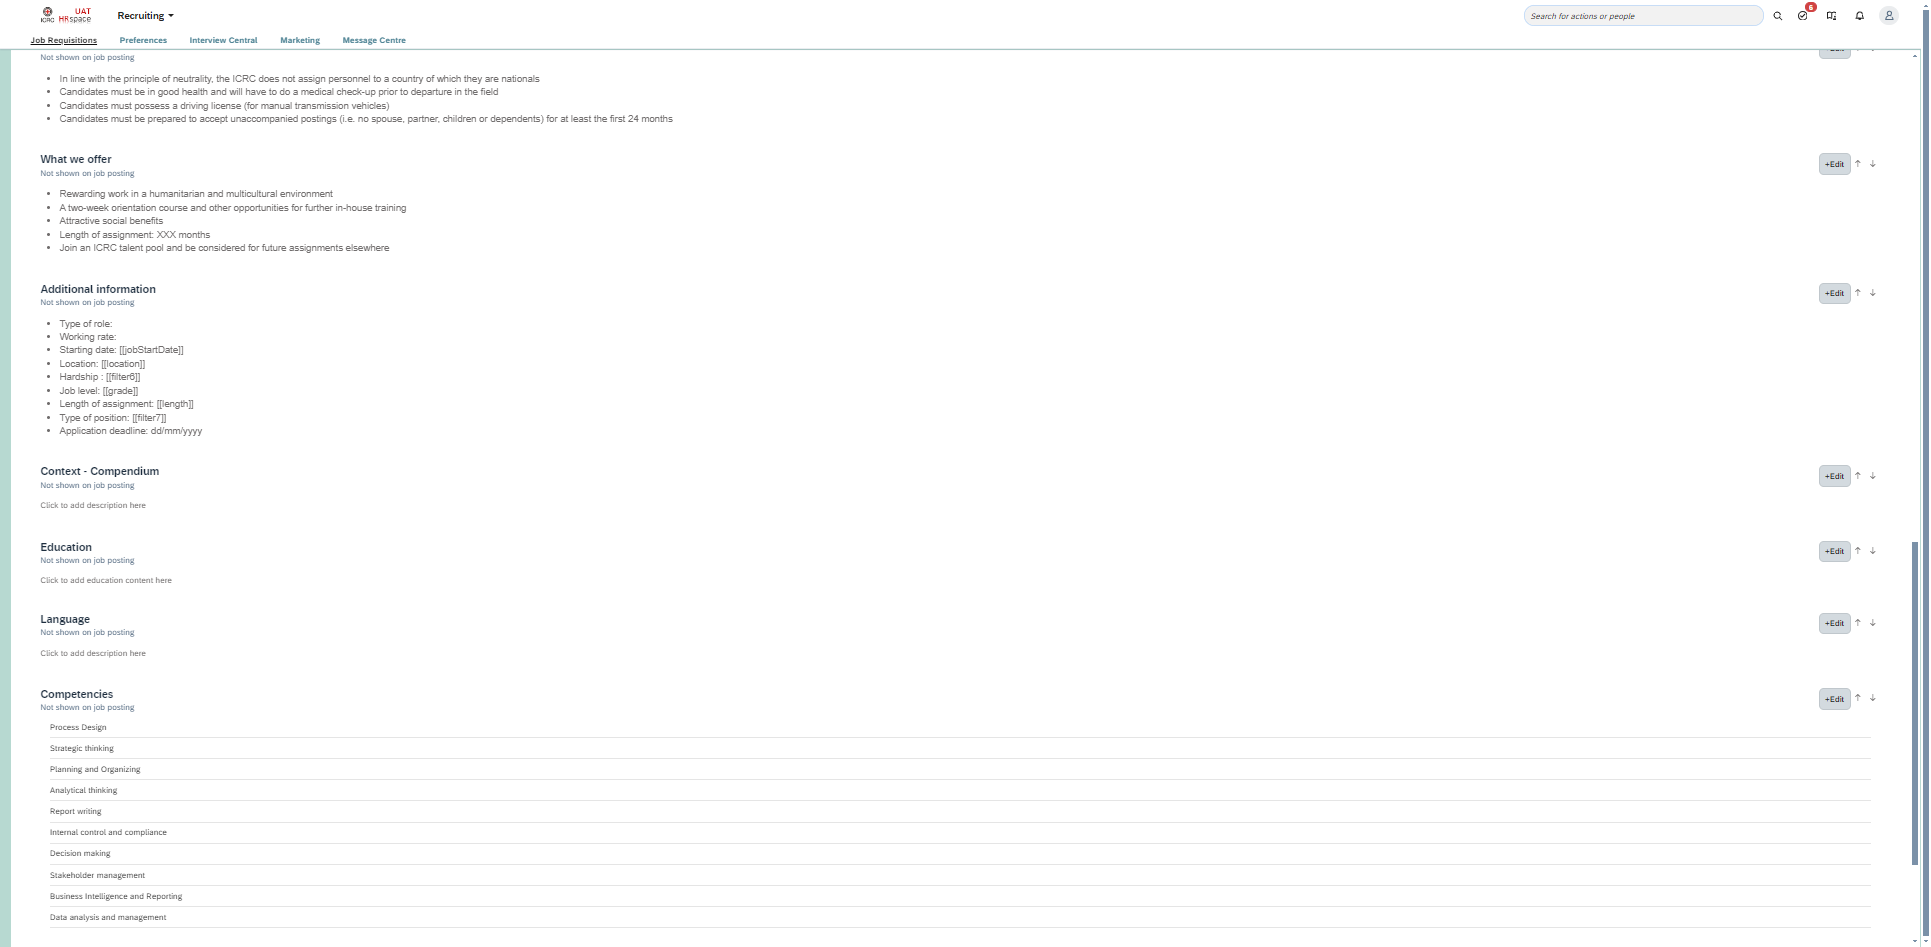 ICRC
UAT
HRspace
Recruiting
Search for actions or people
6
Job Requisitions
Preferences
Interview Central
Marketing
Message Centre
Not shown on job posting
+Edit
In line with the principle of neutrality, the ICRC does not assign personnel to a country of which they are nationals
Candidates must be in good health and will have to do a medical check-up prior to departure in the field
Candidates must possess a driving license (for manual transmission vehicles)
Candidates must be prepared to accept unaccompanied postings (i.e. no spouse, partner, children or dependents) for at least the first 24 months
What we offer
+Edit
Not shown on job posting
Rewarding work in a humanitarian and multicultural environment
A two-week orientation course and other opportunities for further in-house training
Attractive social benefits
Length of assignment: XXX months
Join an ICRC talent pool and be considered for future assignments elsewhere
Additional information
+Edit
Not shown on job posting
Type of role:
Working rate:
Starting date: [[jobStartDate]]
Location: [[location]]
Hardship : [[filter6]]
Job level: [[grade]]
Length of assignment: [[length]]
Type of position: [[filter7]]
Application deadline: dd/mm/yyyy
Context - Compendium
+Edit
Not shown on job posting
Click to add description here
Education
+Edit
Not shown on job posting
Click to add education content here
Language
+Edit
Not shown on job posting
Click to add description here
Competencies
+Edit
Not shown on job posting
Process Design
Strategic thinking
Planning and Organizing
Analytical thinking
Report writing
Internal control and compliance
Decision making
Stakeholder management
Business Intelligence and Reporting
Data analysis and management